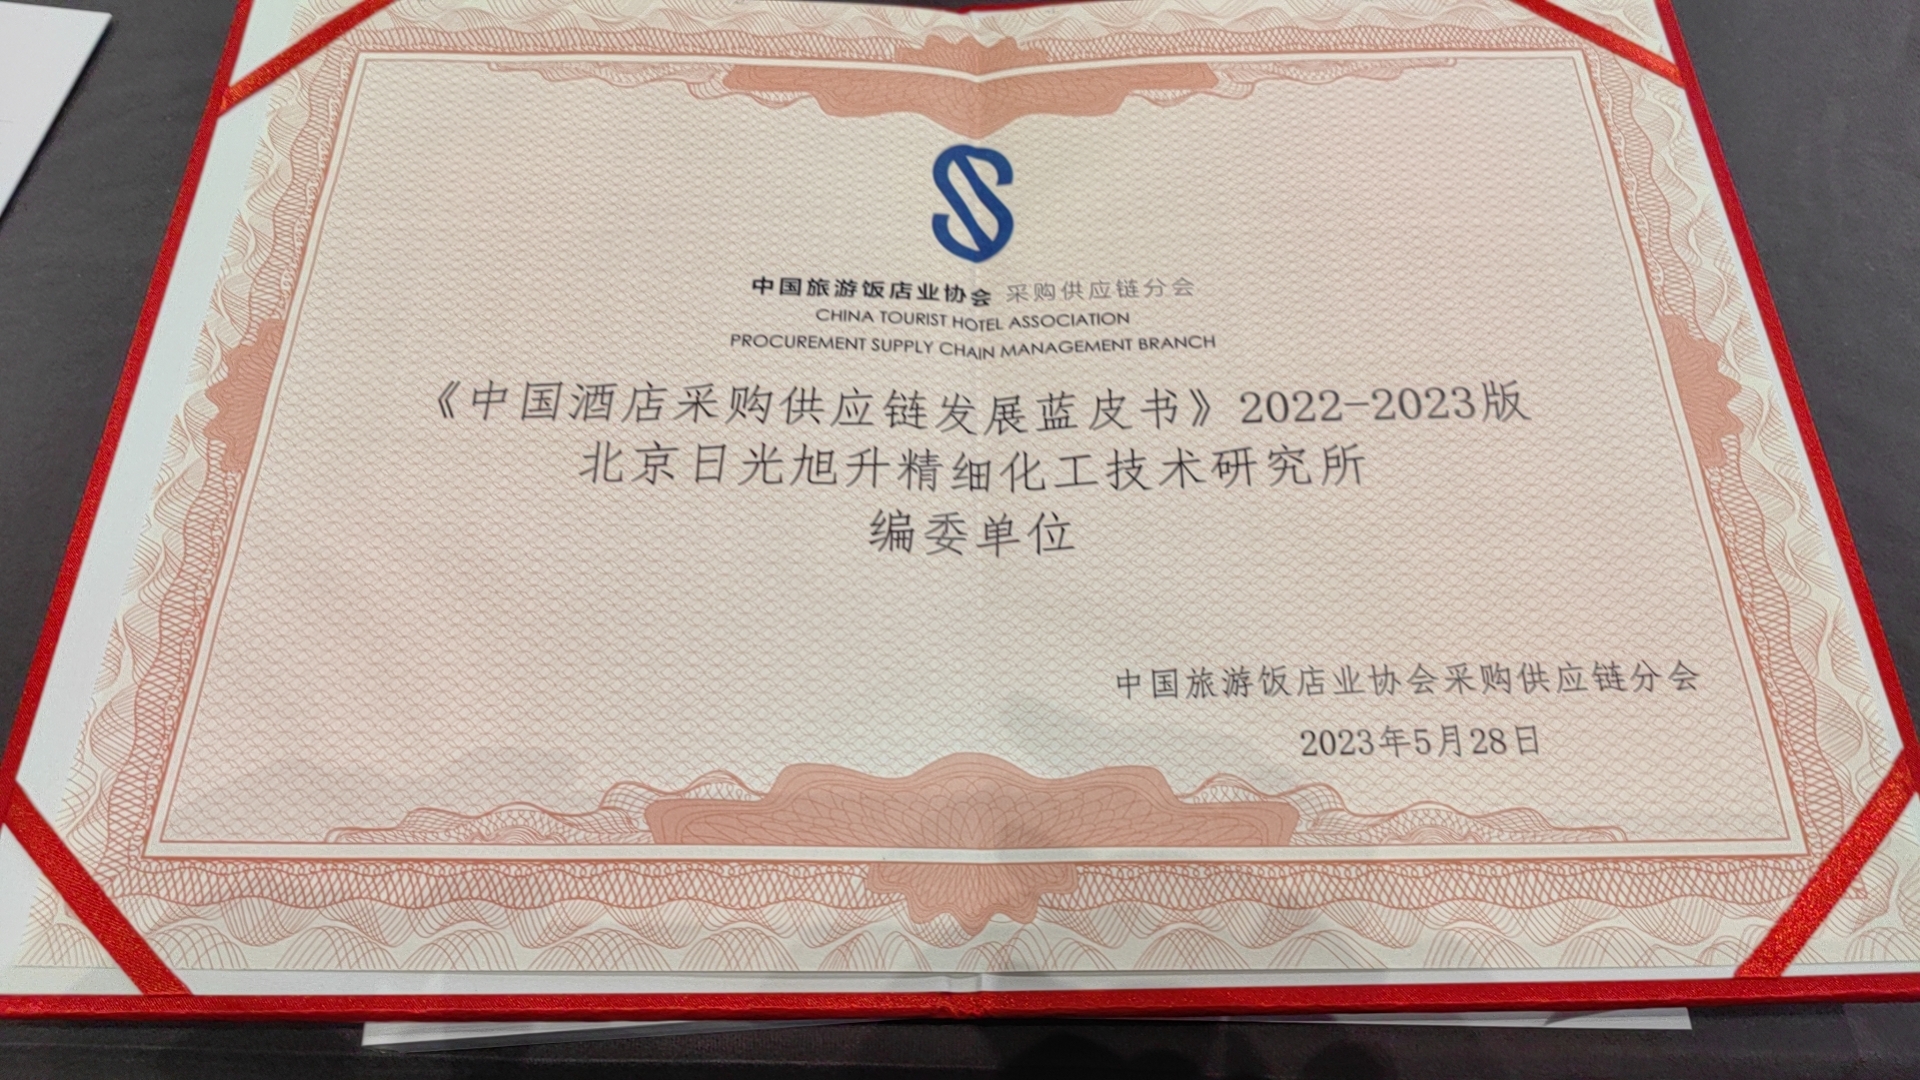 中国旅游饭店业协会 采购供应链分会
CHINA TOURIST HOTEL ASSOCIATION
PROCUREMENT SUPPLY CHAIN MANAGEMENT BRANCH
《中国酒店采购供应链发展蓝皮书》2022-2023版
北京日光旭升精细化工技术研究所
编委单位
中国旅游饭店业协会采购供应链分会
2023年5月28日